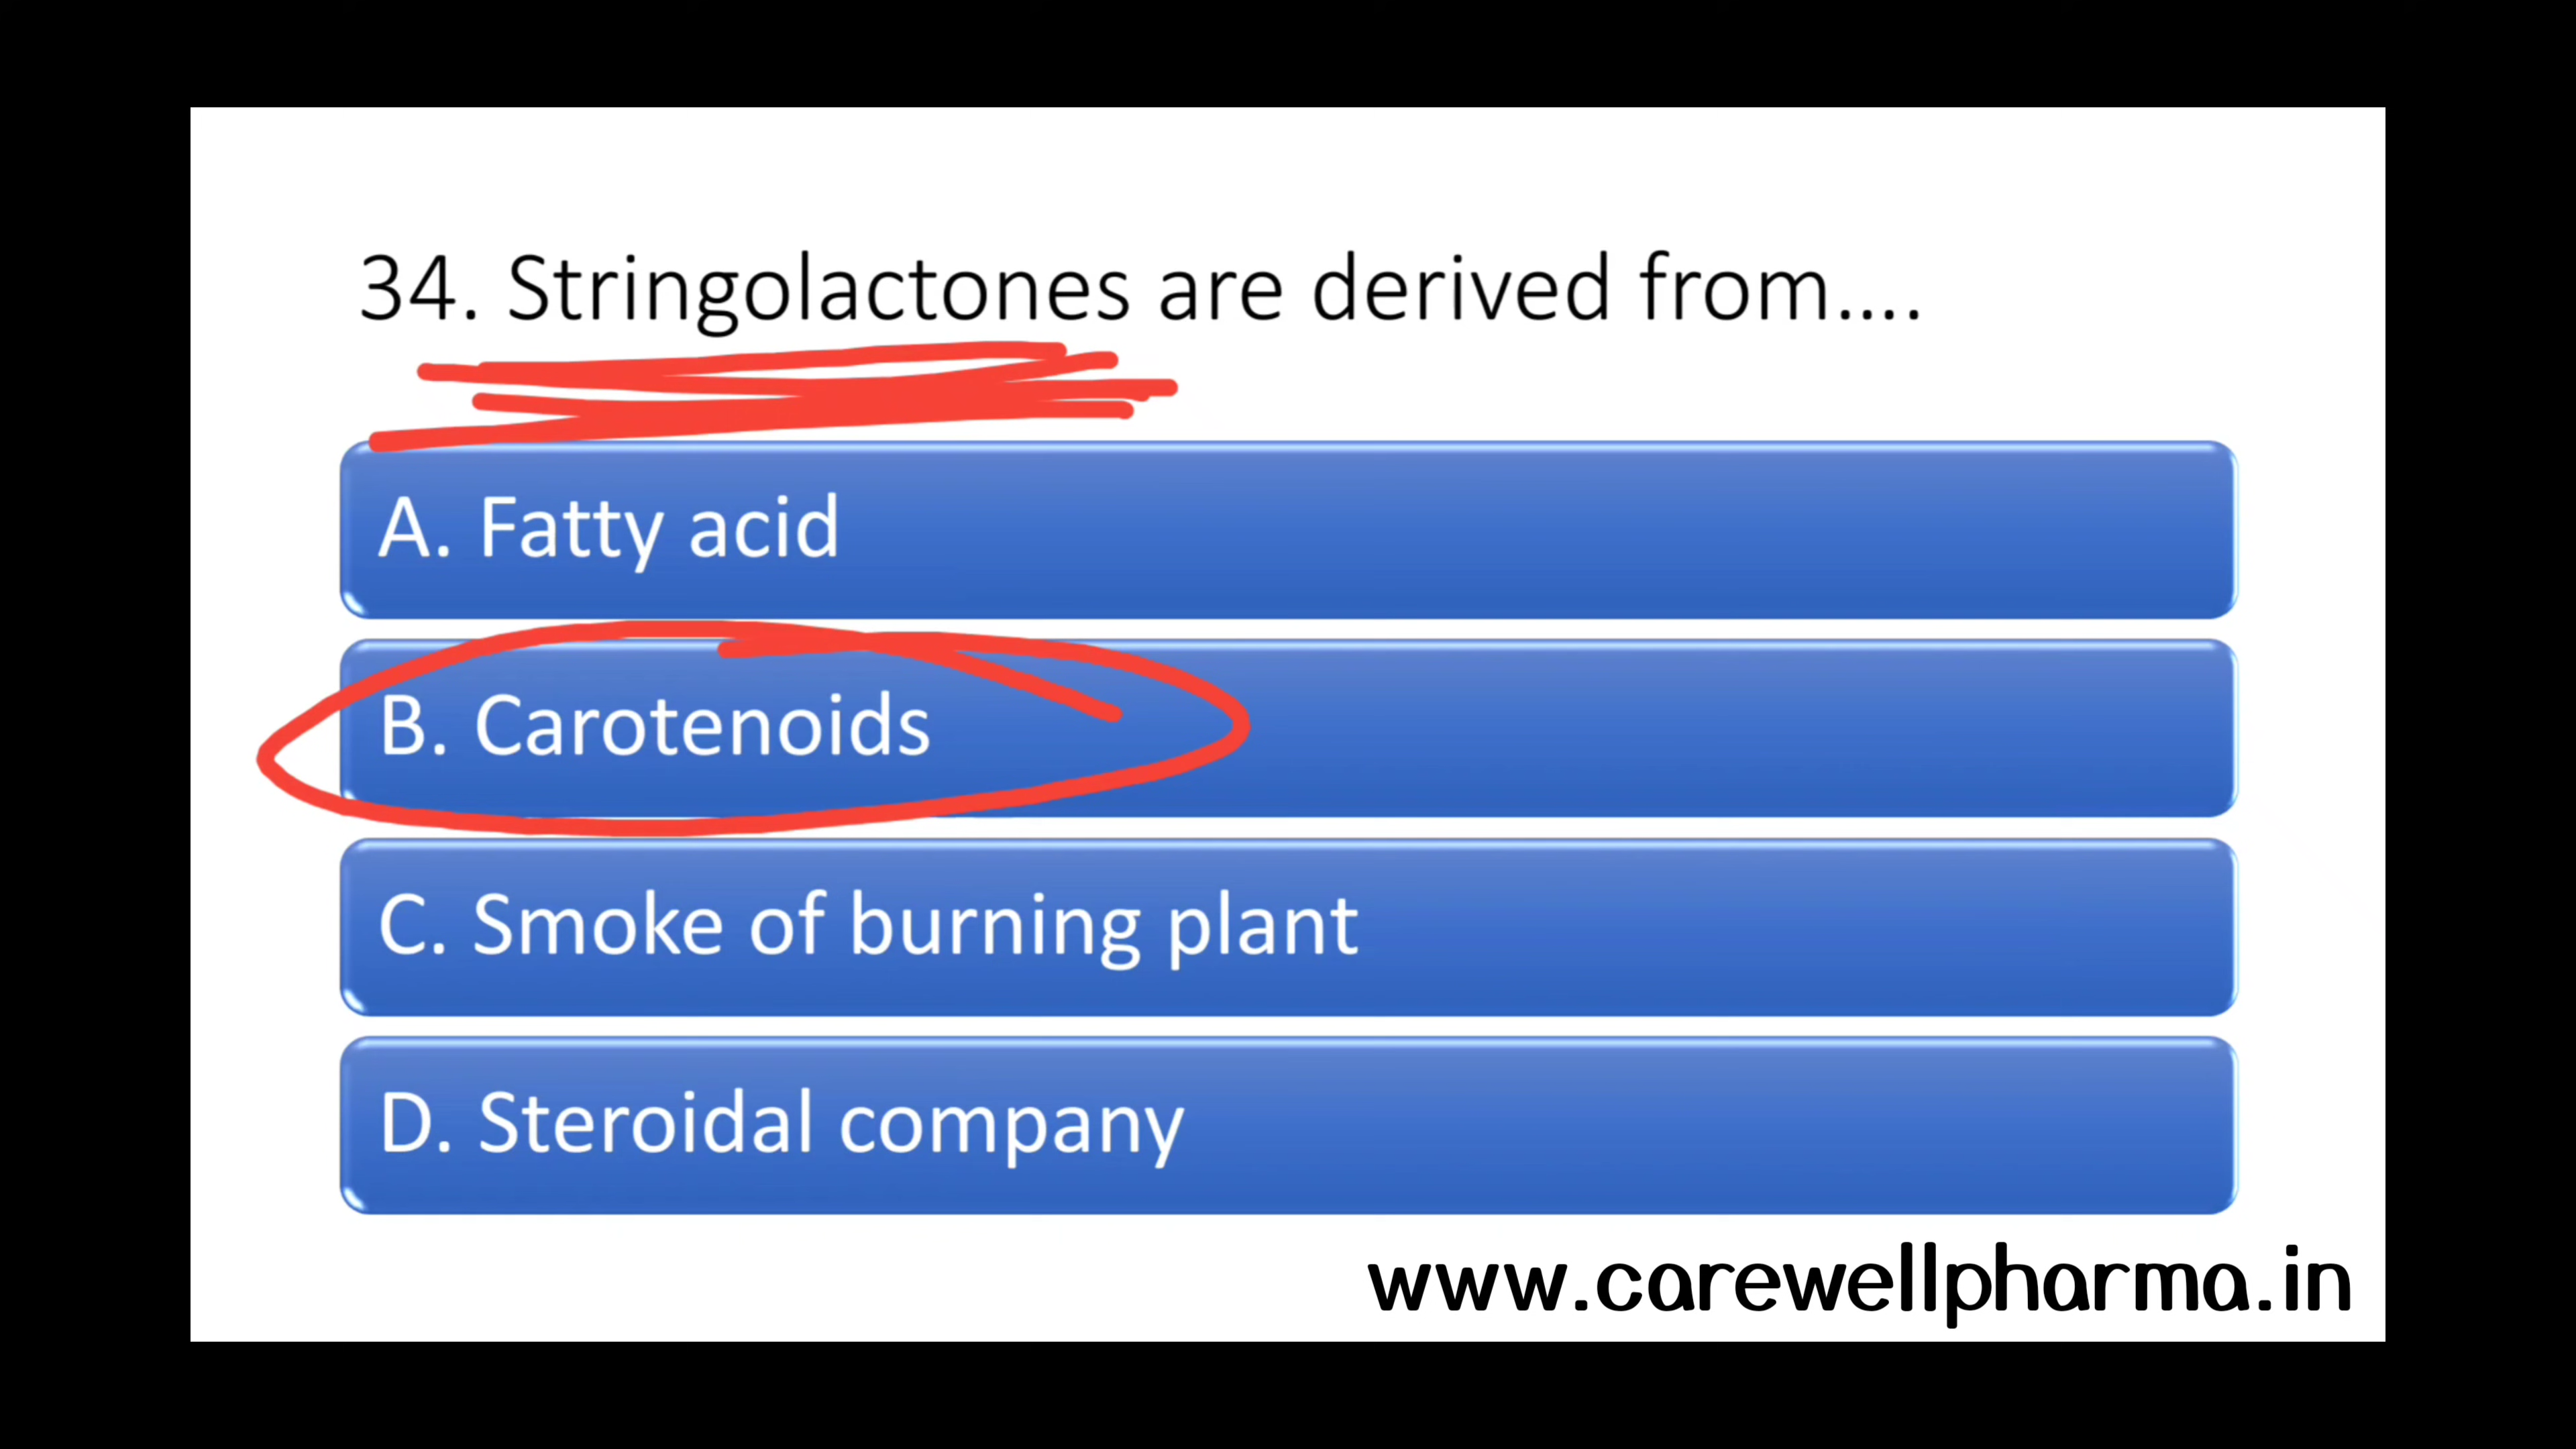 34. Stringolactones are derived from....
A. Fatty acid
B. Carotenoids
C. Smoke of burning plant
D. Steroidal company
www.carewellpharma.in